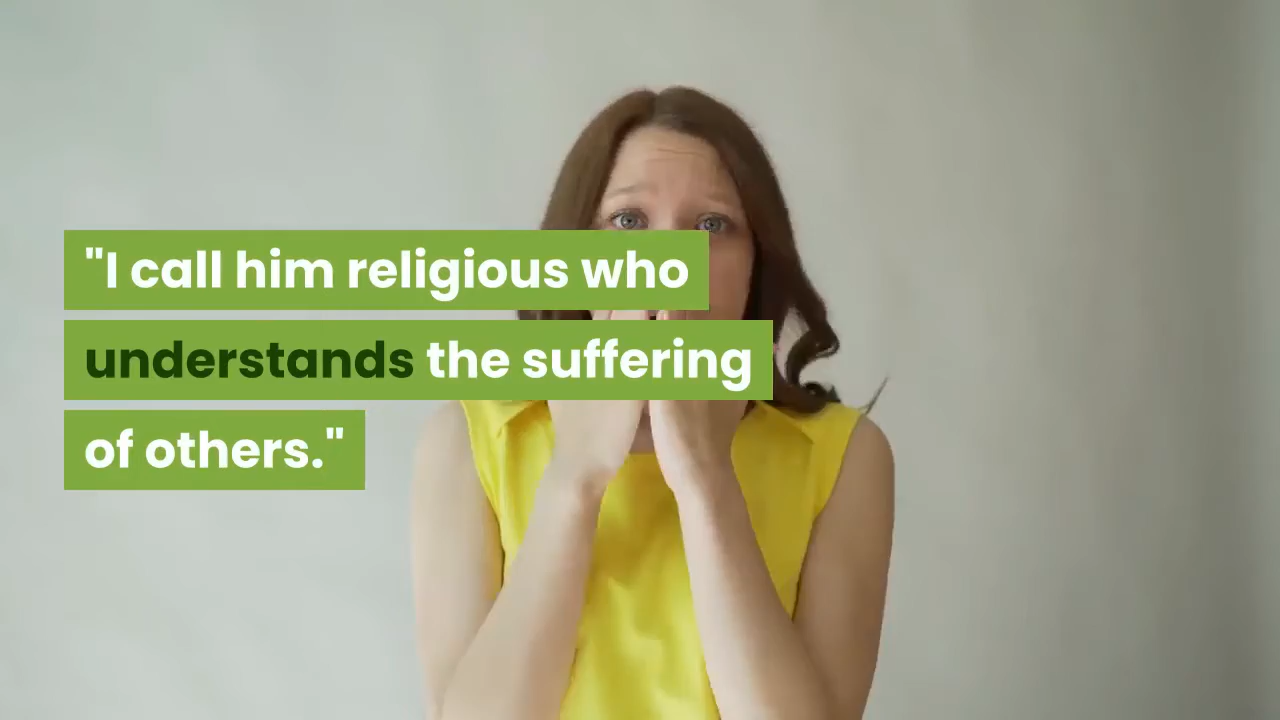 "I call him religious who
understands the suffering
of others."